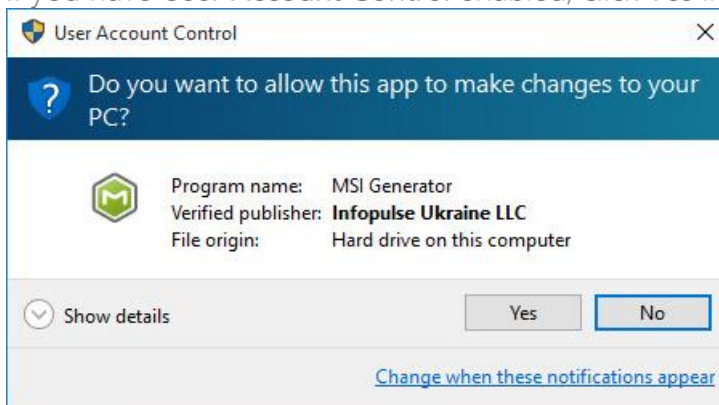 User Account Control
Do you want to allow this app to make changes to your
PC?
Program name: MSI Generator
Verified publisher: Infopulse Ukraine LLC
File origin: Hard drive on this computer
Show details
Yes No
Change when these notifications appear